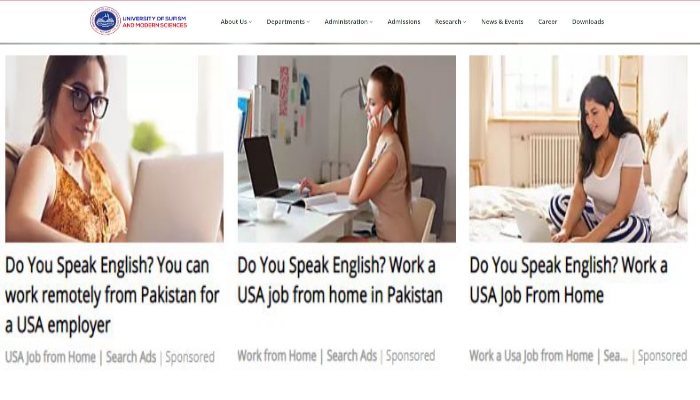 UNIVERSITY OF SUFISM
AND MODERN SCIENCES
About Us Departments Administration Admissions Research News & Events Career Downloads
Do You Speak English? You can
work remotely from Pakistan for
a USA employer
USA Job from Home | Search Ads | Sponsored
Do You Speak English? Work a
USA job from home in Pakistan
Work from Home | Search Ads | Sponsored
Do You Speak English? Work a
USA Job From Home
Work a Usa Job from Home | Sea... | Sponsored